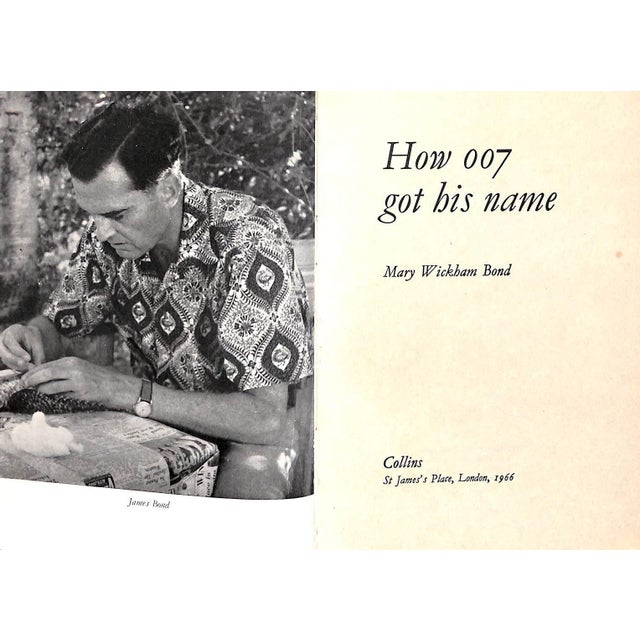 James Bond
How 007
got his name
Mary Wickham Bond
Collins
St James's Place, London, 1966